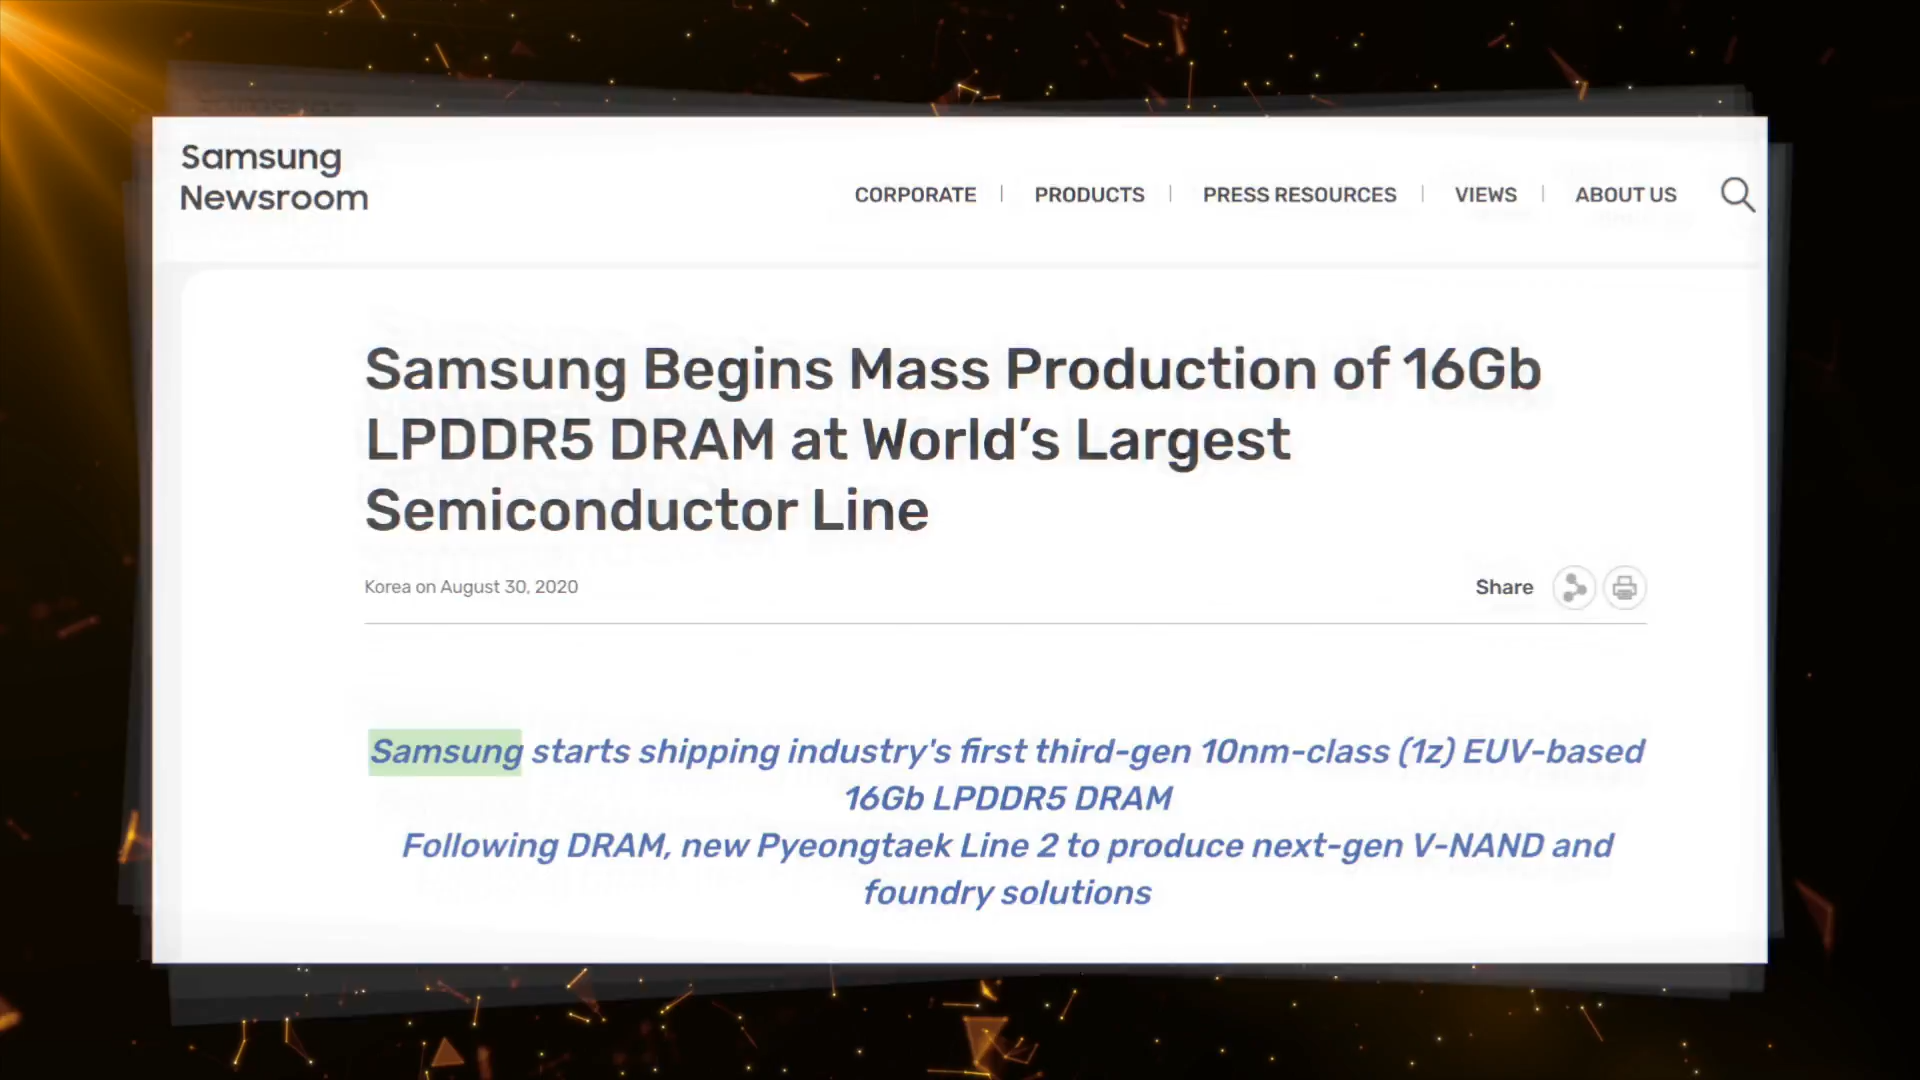 Samsung
Newsroom
CORPORATE | PRODUCTS | PRESS RESOURCES | VIEWS | ABOUT US
Samsung Begins Mass Production of 16Gb
LPDDR5 DRAM at World’s Largest
Semiconductor Line
Korea on August 30, 2020
Share
Samsung starts shipping industry's first third-gen 10nm-class (1z) EUV-based
16Gb LPDDR5 DRAM
Following DRAM, new Pyeongtaek Line 2 to produce next-gen V-NAND and
foundry solutions